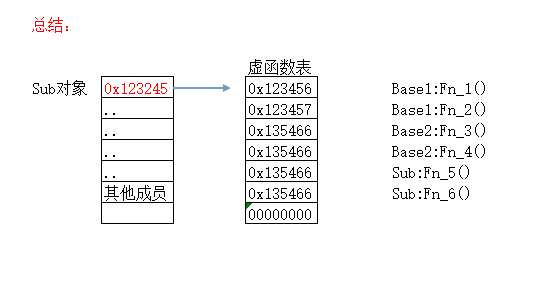 总结:
虚函数表
Sub对象 0x123245 0x123456 Base1:Fn_1()
.. 0x123457 Base1:Fn_2()
.. 0x135466 Base2:Fn_3()
.. 0x135466 Base2:Fn_4()
.. 0x135466 Sub:Fn_5()
其他成员 0x135466 Sub:Fn_6()
00000000